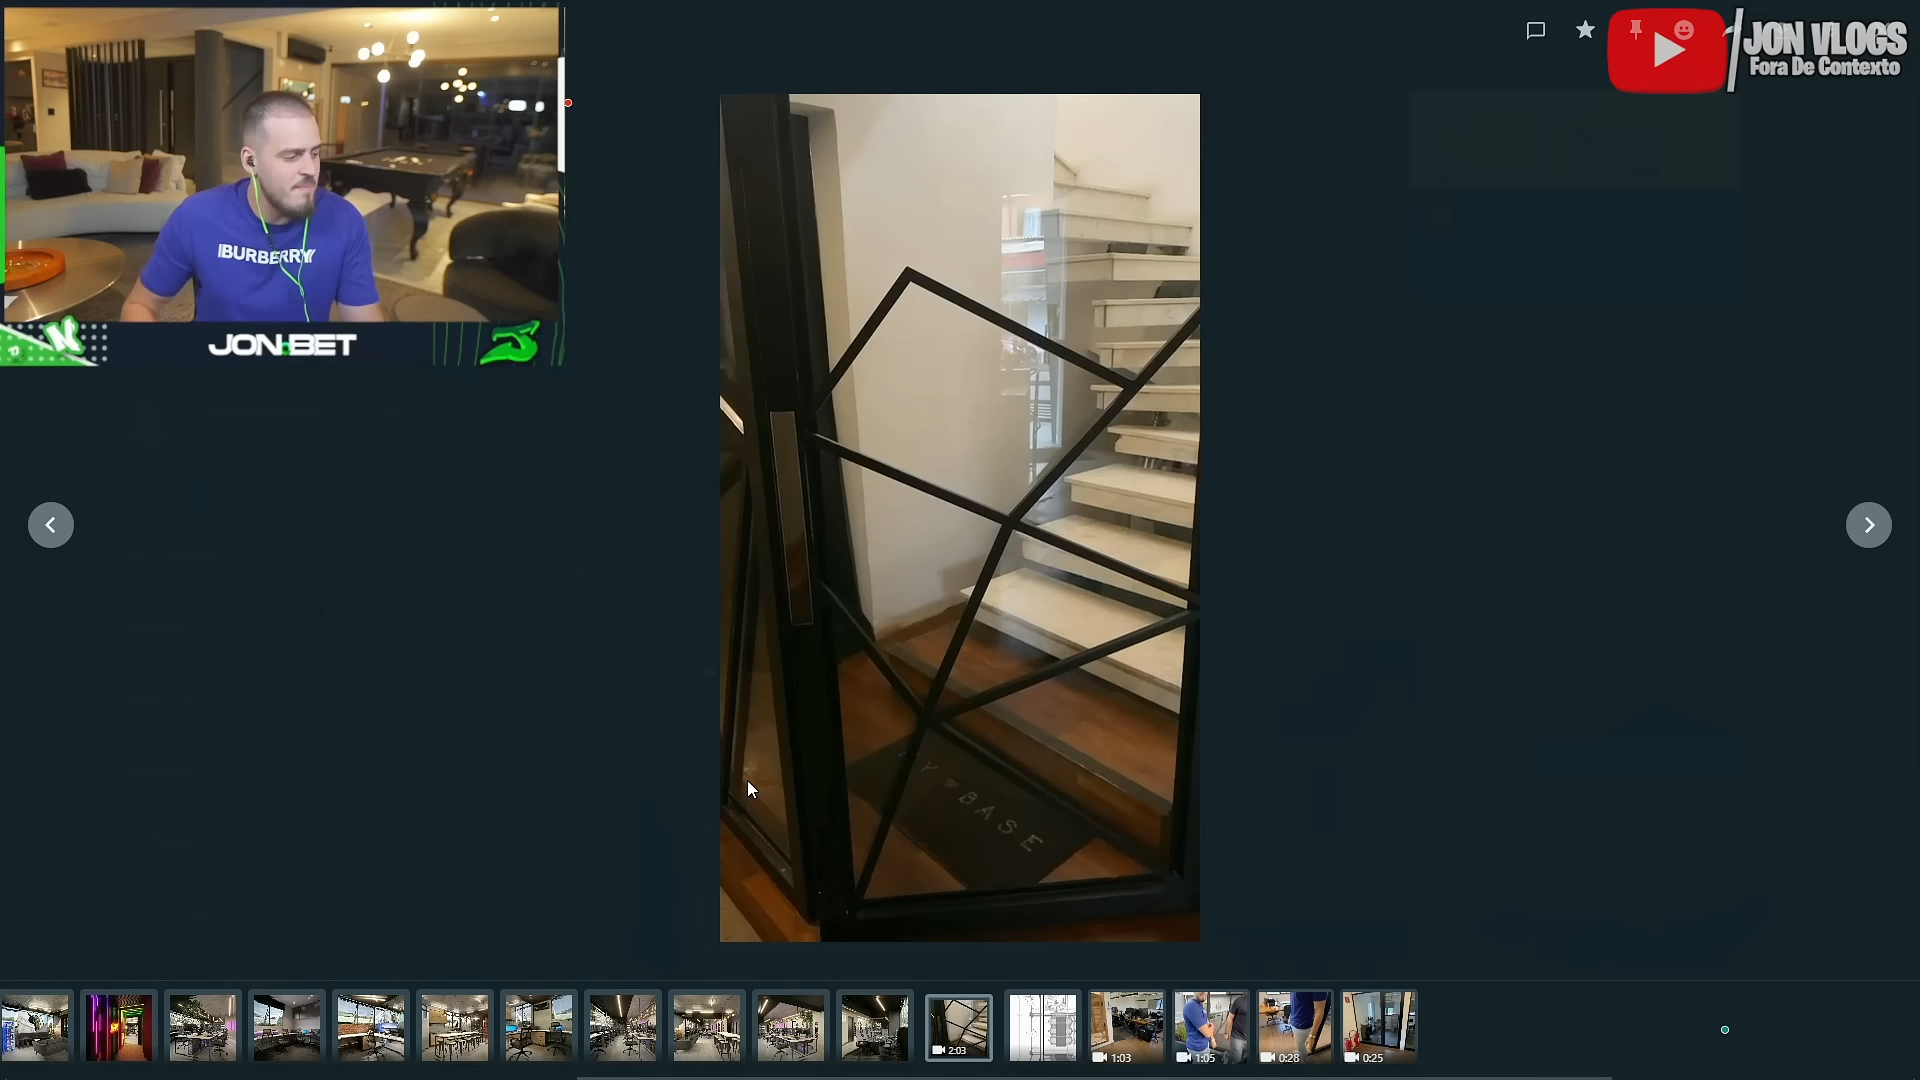 JON VLOGS
Fora De Contexto
BURBERRY
JON.BET
BASE
2:03
1:03
1:05
0:28
0:25